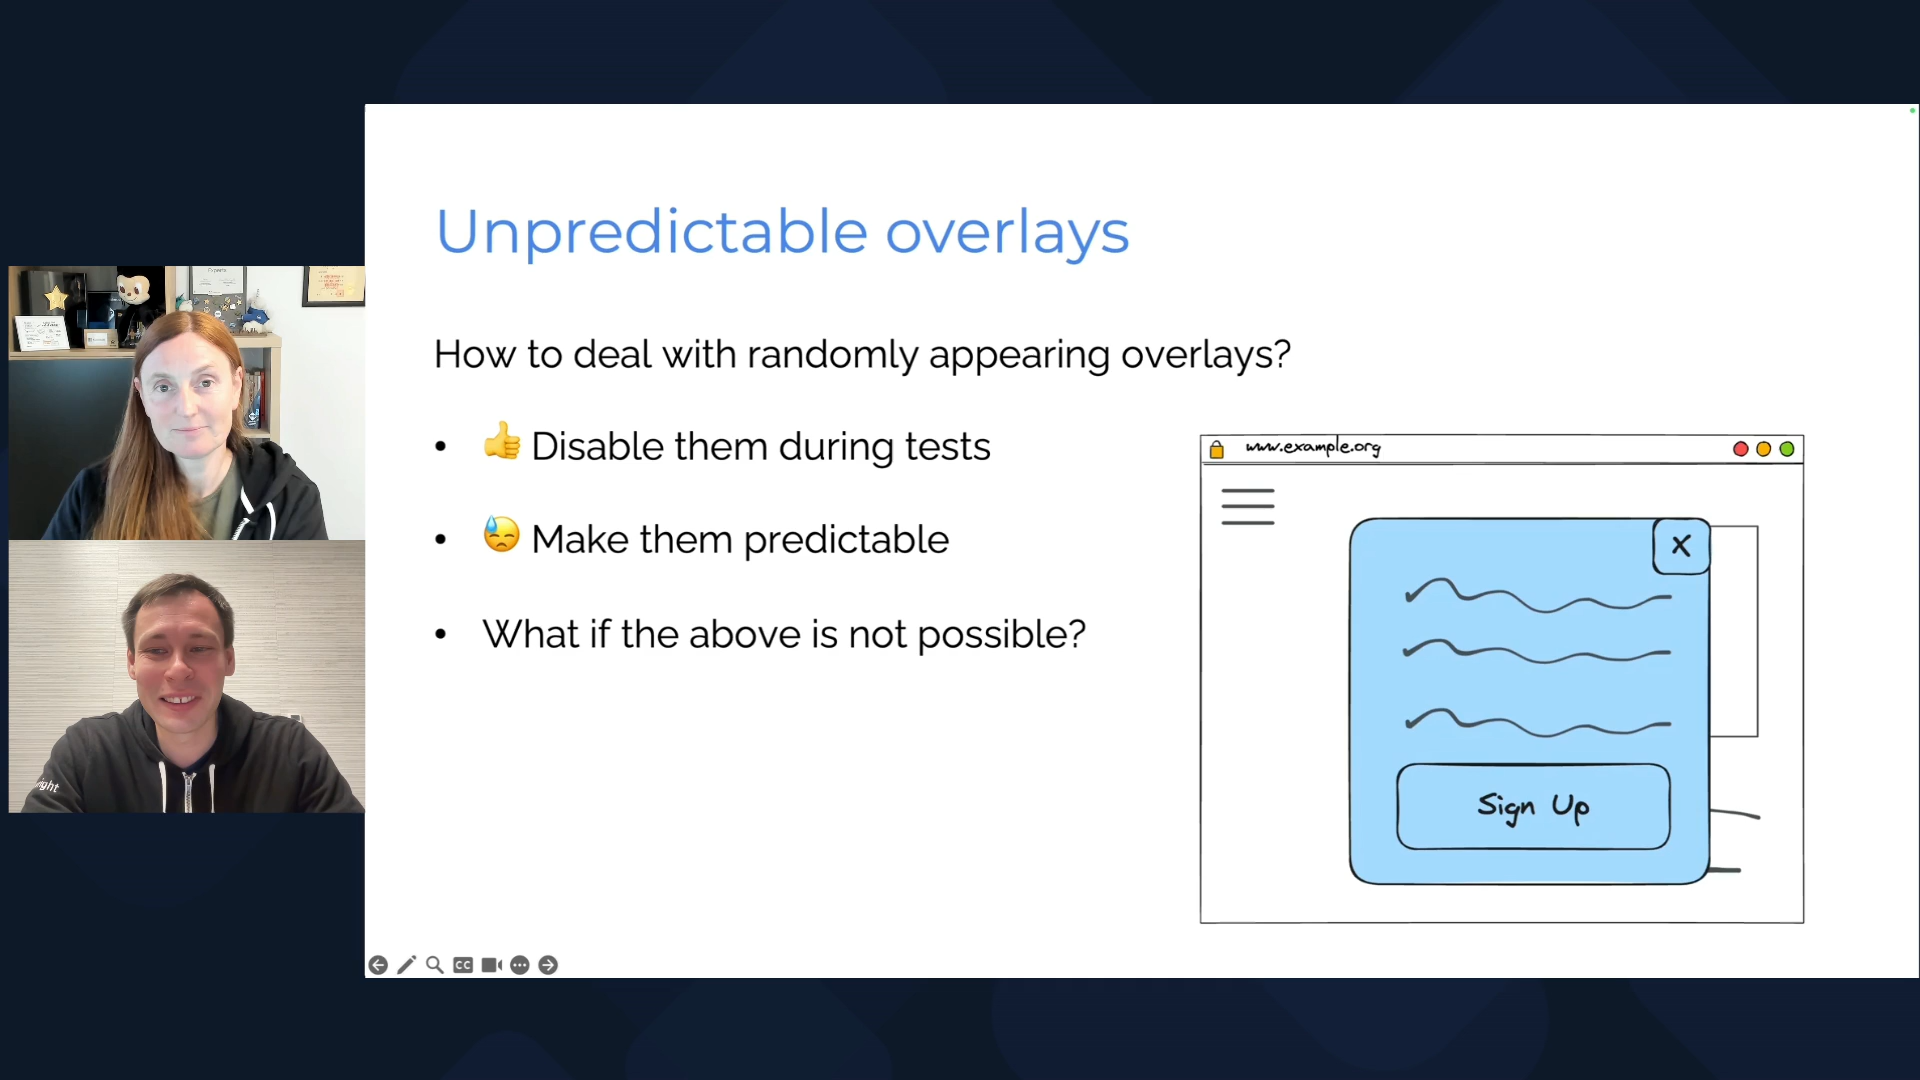 Unpredictable overlays
How to deal with randomly appearing overlays?
• 👍 Disable them during tests
• 😓 Make them predictable
• What if the above is not possible?
www.example.org
X
Sign Up
CC